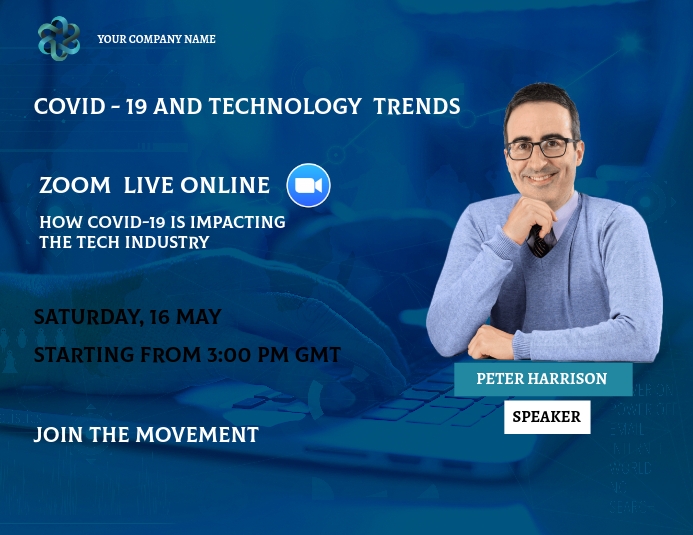 YOUR COMPANY NAME
COVID - 19 AND TECHNOLOGY TRENDS
ZOOM LIVE ONLINE
HOW COVID-19 IS IMPACTING
THE TECH INDUSTRY
SATURDAY, 16 MAY
STARTING FROM 3:00 PM GMT
PETER HARRISON
SPEAKER
JOIN THE MOVEMENT